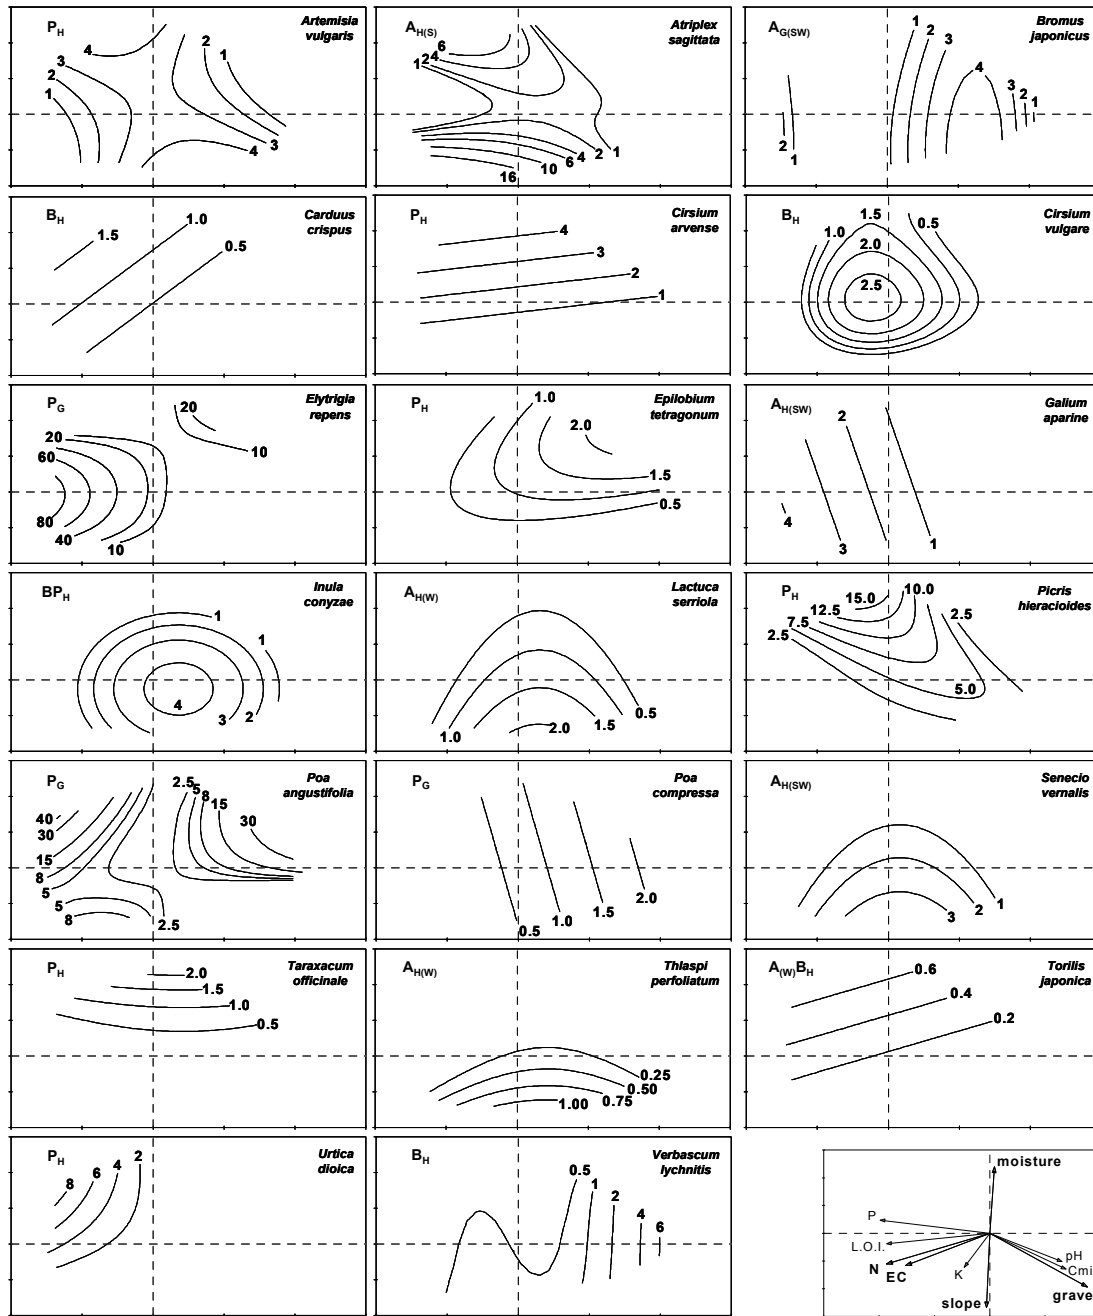 P_H Artemisia vulgaris
4 3 2 1 2 1 3 4
A_H(S) Atriplex sagittata
6 24 1 2 1 4 6 10 16
A_G(SW) Bromus japonicus
1 2 3 4 3 2 1 2 1
B_H Carduus crispus
1.5 1.0 0.5
P_H Cirsium arvense
4 3 2 1
B_H Cirsium vulgare
1.5 1.0 0.5 2.0 2.5
P_G Elytrigia repens
20 20 60 10 80 40 10
P_H Epilobium tetragonum
1.0 2.0 1.5 0.5
A_H(SW) Galium aparine
2 4 3 1
BP_H Inula conyzae
1 1 4 3 2
A_H(W) Lactuca serriola
0.5 1.0 1.5 2.0
P_H Picris hieracioides
15.0 10.0 12.5 7.5 2.5 2.5 5.0
P_G Poa angustifolia
2.5 5 8 15 40 30 30 15 8 5 5 8 2.5
P_G Poa compressa
2.0 1.5 1.0 0.5
A_H(SW) Senecio vernalis
3 2 1
P_H Taraxacum officinale
2.0 1.5 1.0 0.5
A_H(W) Thlaspi perfoliatum
0.25 0.50 0.75 1.00
A_(W)B_H Torilis japonica
0.6 0.4 0.2
P_H Urtica dioica
8 6 4 2
B_H Verbascum lychnitis
0.5 1 2 4 6
moisture
P
L.O.I.
N EC K
pH
Cmi
grave
slope